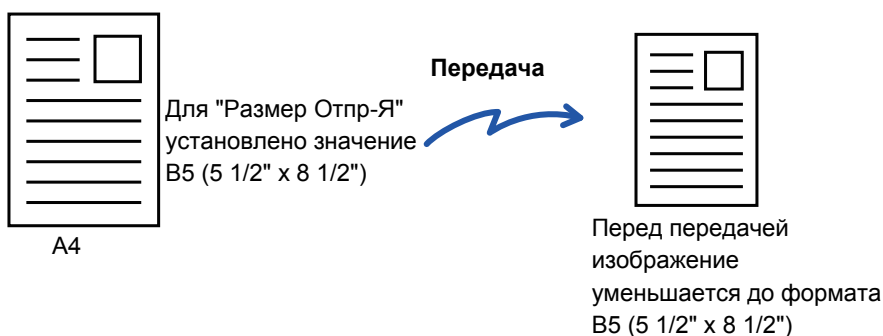 Передача
Для "Размер Отпр-Я"
установлено значение
B5 (5 1/2" x 8 1/2")
A4
Перед передачей
изображение
уменьшается до формата
B5 (5 1/2" x 8 1/2")